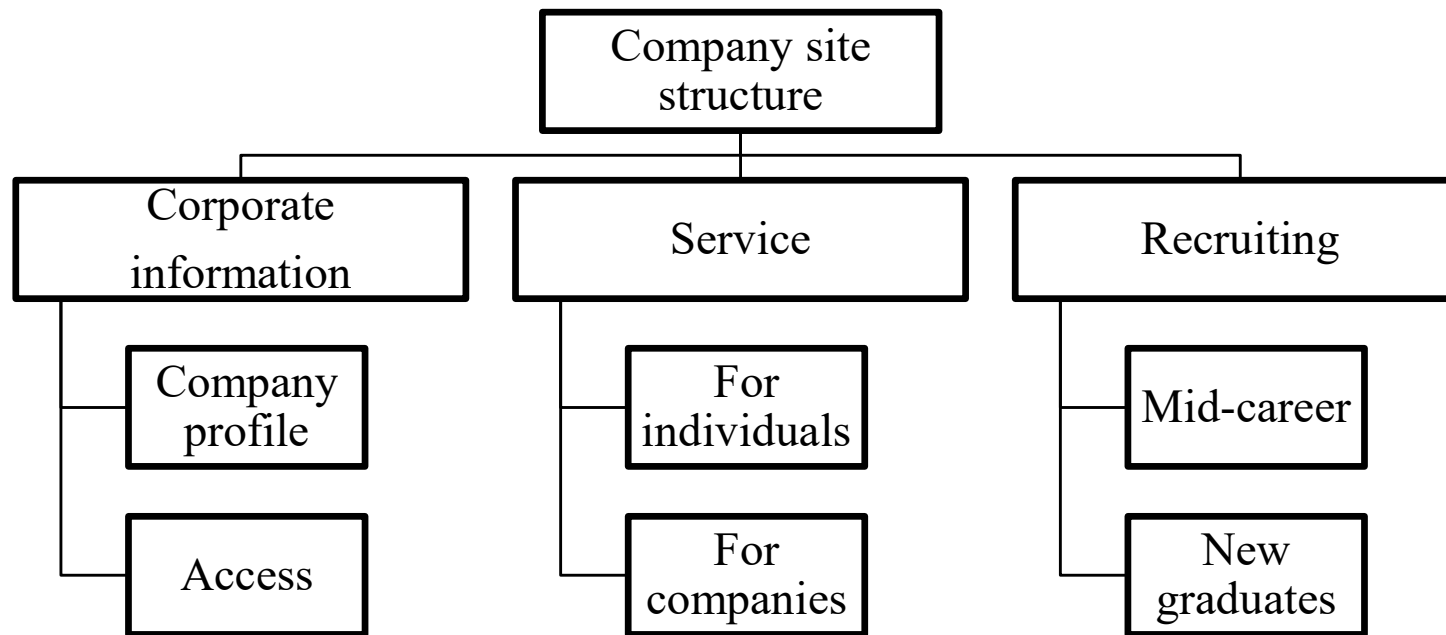 Company site
structure
Corporate
information
Service
Recruiting
Company
profile
For
individuals
Mid-career
Access
For
companies
New
graduates